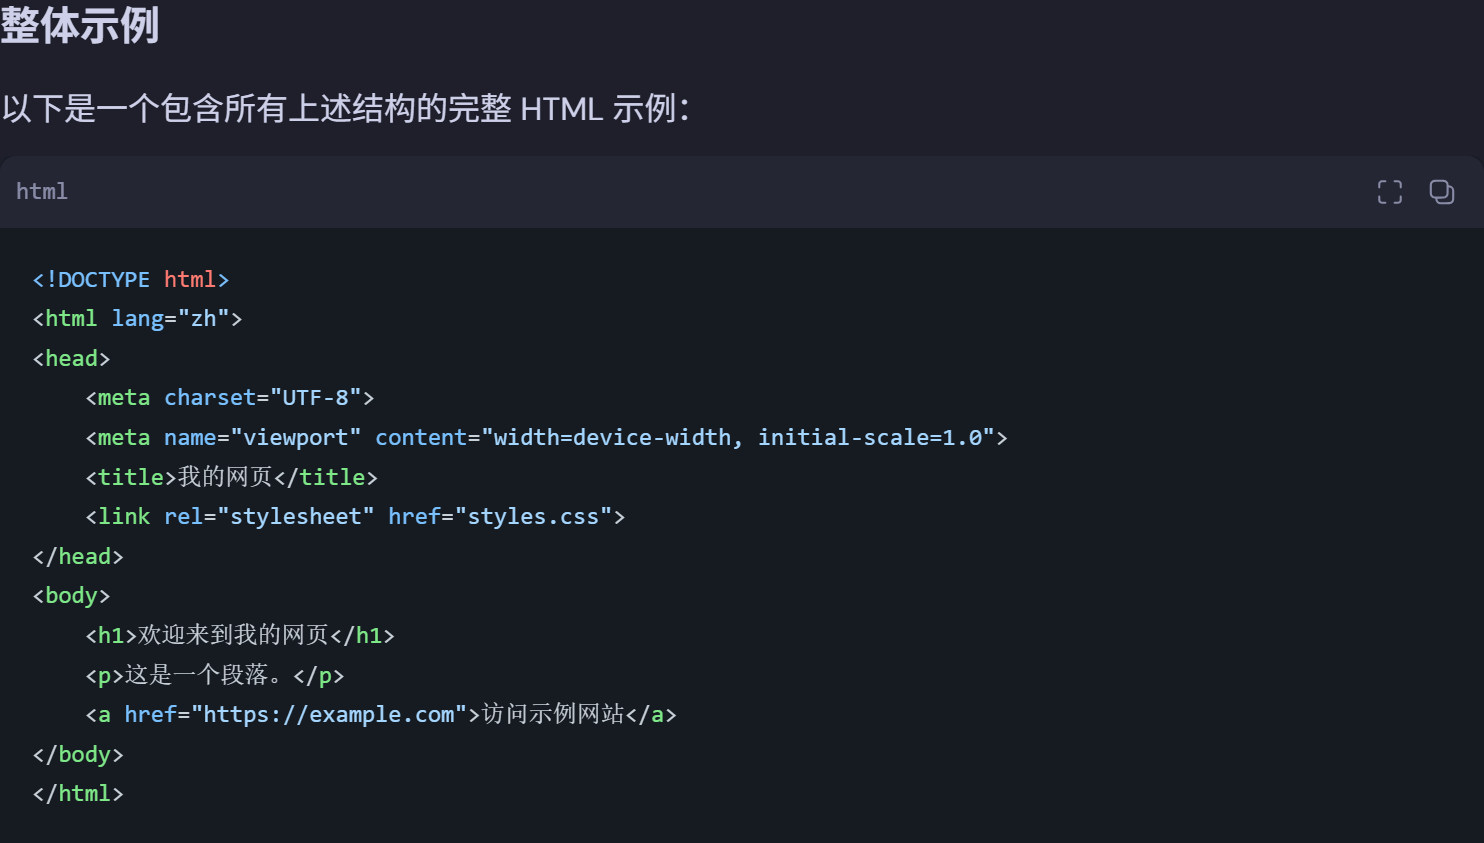 整体示例
以下是一个包含所有上述结构的完整 HTML 示例：
html
<!DOCTYPE html>
<html lang="zh">
<head>
    <meta charset="UTF-8">
    <meta name="viewport" content="width=device-width, initial-scale=1.0">
    <title>我的网页</title>
    <link rel="stylesheet" href="styles.css">
</head>
<body>
    <h1>欢迎来到我的网页</h1>
    <p>这是一个段落。</p>
    <a href="https://example.com">访问示例网站</a>
</body>
</html>